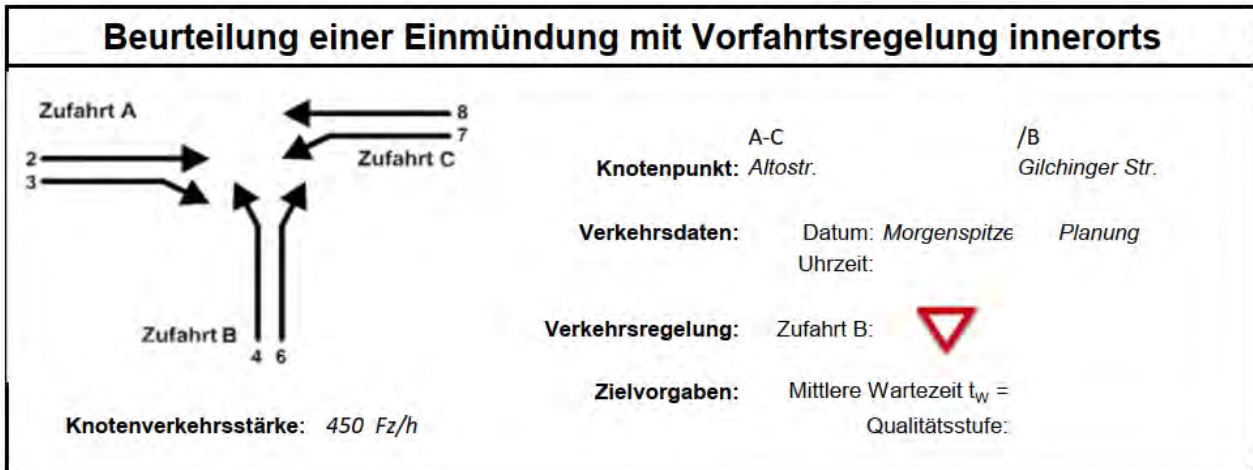 Beurteilung einer Einmündung mit Vorfahrtsregelung innerorts
Zufahrt A
8
7
2
Zufahrt C
3
Zufahrt B
4 6
Knotenverkehrsstärke: 450 Fz/h
A-C /B
Knotenpunkt: Altostr. Gilchinger Str.
Verkehrsdaten: Datum: Morgenspitze Planung
Uhrzeit:
Verkehrsregelung: Zufahrt B:
Zielvorgaben: Mittlere Wartezeit tw =
Qualitätsstufe: